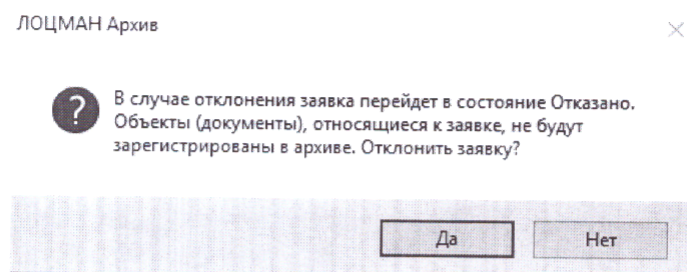 ЛОЦМАН Архив
В случае отклонения заявка перейдет в состояние Отказано.
Объекты (документы), относящиеся к заявке, не будут
зарегистрированы в архиве. Отклонить заявку?
Да
Нет